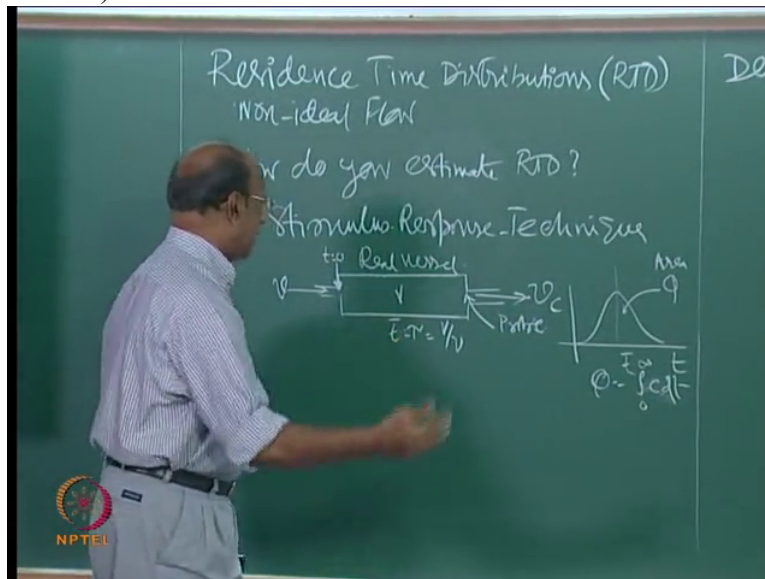 Residence Time Distributions (RTD)
Non-ideal Flow
do you estimate RTD?
Stimulus-Response-Technique
t=0 Real vessel
v V v
Probe
t̄ = τ = V/v
C
Area
Q
t̄ t
Q = ∫₀^∞ C dt
De
NPTEL